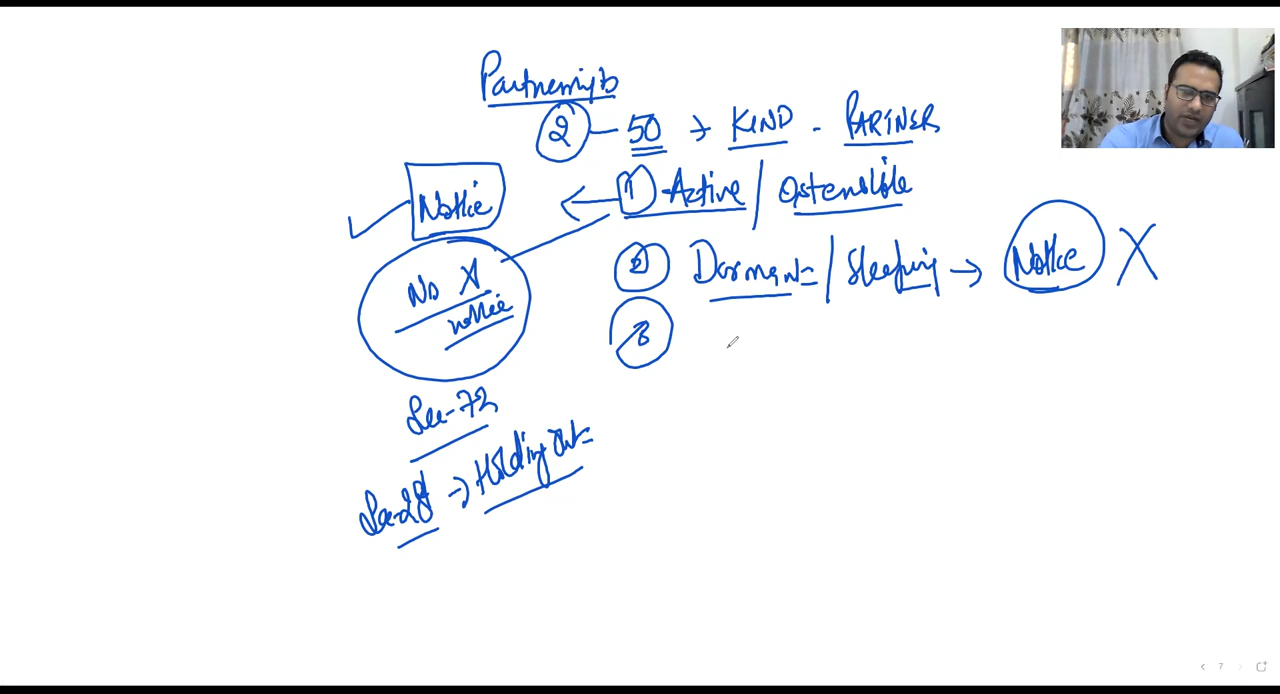 Partnership
2 - 50 → KIND - PARTNER
1 Active / Ostensible
Notice
No X
notice
Sec-72
Sec-28 → Holding Out
2 Dormant / Sleeping → Notice X
3
7